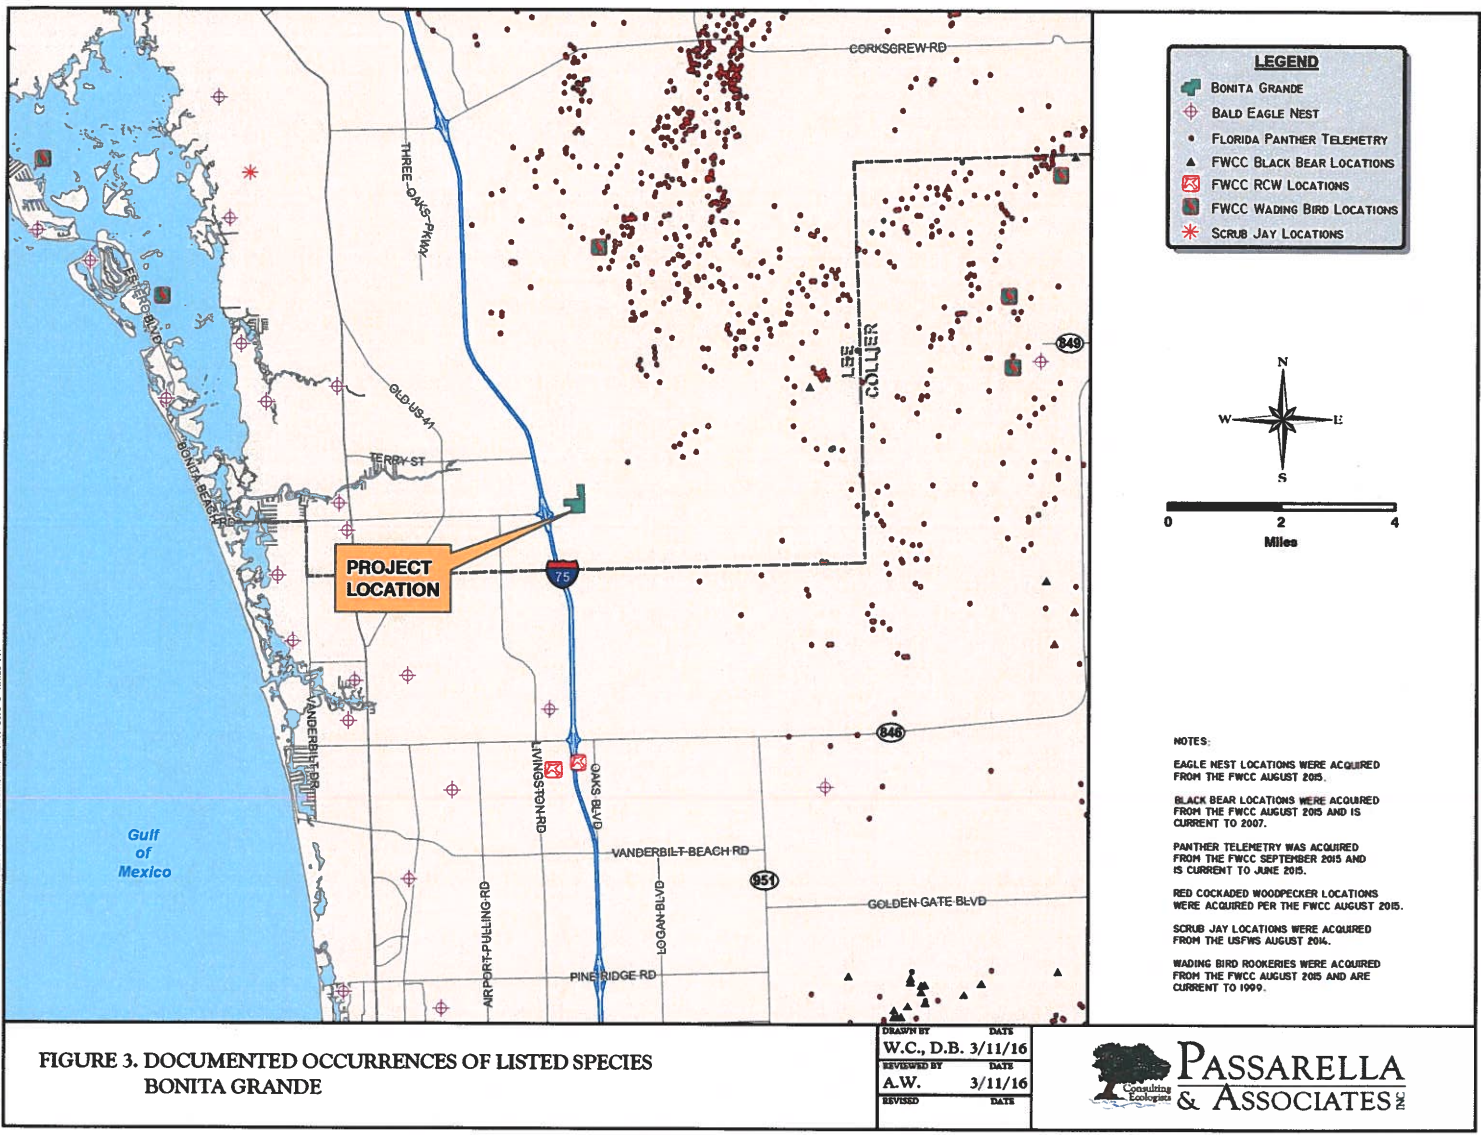 CORKSCREW RD
THREE OAKS PKWY
ESTERO BLVD
LEE
COLLIER
849
OLD US 41
TERRY ST
BONITA BEACH RD
PROJECT
LOCATION
75
VANDERBILT DR
846
LIVINGSTON RD
OAKS BLVD
Gulf
of
Mexico
VANDERBILT BEACH RD
951
AIRPORT PULLING RD
LOGAN BLVD
GOLDEN GATE BLVD
PINE RIDGE RD
LEGEND
BONITA GRANDE
BALD EAGLE NEST
FLORIDA PANTHER TELEMETRY
FWCC BLACK BEAR LOCATIONS
FWCC RCW LOCATIONS
FWCC WADING BIRD LOCATIONS
SCRUB JAY LOCATIONS
N
W E
S
0 2 4
Miles
NOTES:
EAGLE NEST LOCATIONS WERE ACQUIRED
FROM THE FWCC AUGUST 2015.
BLACK BEAR LOCATIONS WERE ACQUIRED
FROM THE FWCC AUGUST 2015 AND IS
CURRENT TO 2007.
PANTHER TELEMETRY WAS ACQUIRED
FROM THE FWCC SEPTEMBER 2015 AND
IS CURRENT TO JUNE 2015.
RED COCKADED WOODPECKER LOCATIONS
WERE ACQUIRED PER THE FWCC AUGUST 2015.
SCRUB JAY LOCATIONS WERE ACQUIRED
FROM THE USFWS AUGUST 2014.
WADING BIRD ROOKERIES WERE ACQUIRED
FROM THE FWCC AUGUST 2015 AND ARE
CURRENT TO 1999.
FIGURE 3. DOCUMENTED OCCURRENCES OF LISTED SPECIES
BONITA GRANDE
DRAWN BY DATE
W.C., D.B. 3/11/16
REVIEWED BY DATE
A.W. 3/11/16
REVISED DATE
Consulting
Ecologists
PASSARELLA
& ASSOCIATES INC